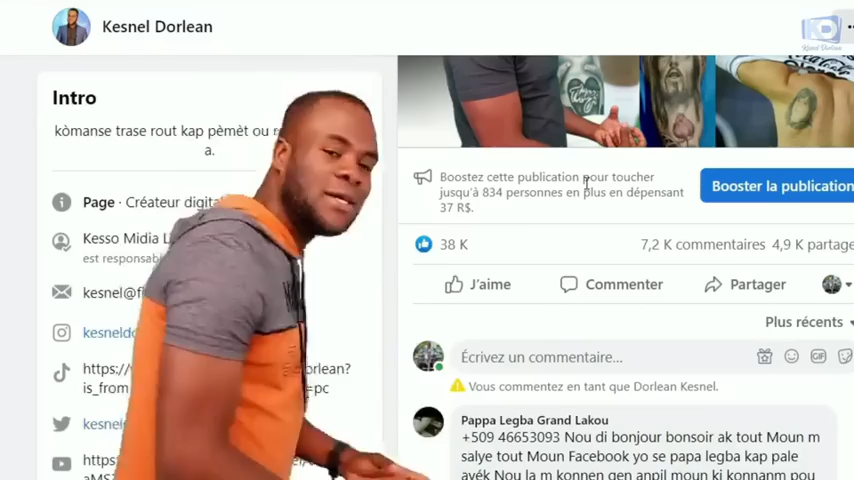 Kesnel Dorlean
Intro
kòmanse trase rout kap pèmèt ou
a.
Page · Créateur digital
Kesso Midia
est responsab
kesnel@f
kesneldo
https://
is_from
orlean?
=pc
kesnel
https:
Boostez cette publication pour toucher
jusqu'à 834 personnes en plus en dépensant
37 R$.
Booster la publication
38 K
7,2 K commentaires 4,9 K partage
J'aime
Commenter
Partager
Plus récents
Écrivez un commentaire...
GIF
Vous commentez en tant que Dorlean Kesnel.
Pappa Legba Grand Lakou
+509 46653093 Nou di bonjour bonsoir ak tout Moun m
salye tout Moun Facebook yo se papa legba kap pale
avék Nou la m konnen gen anpil moun ki konnanm pou